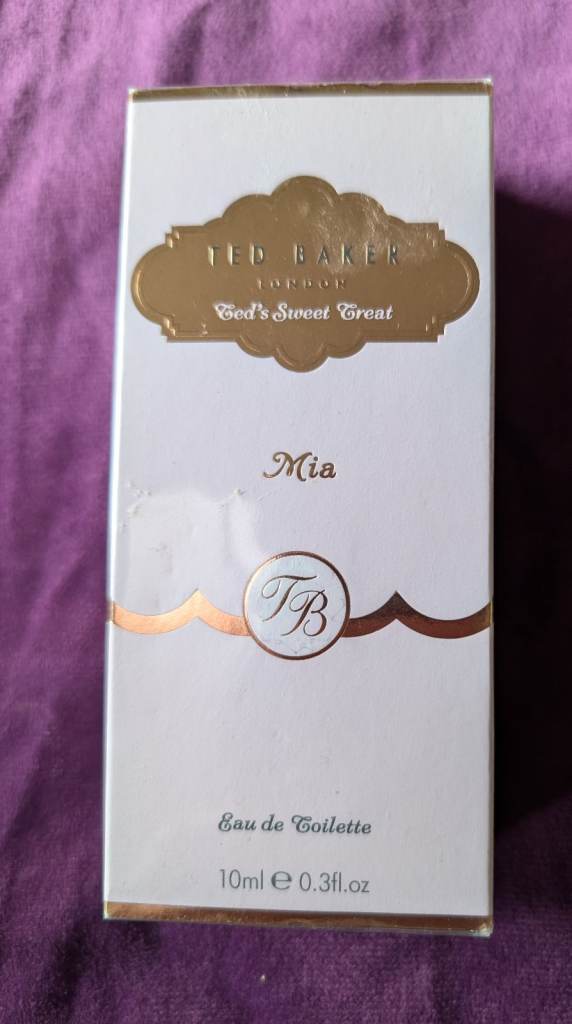 TED BAKER
LONDON
Ted's Sweet Treat
Mia
TB
Eau de Toilette
10ml ℮ 0.3fl.oz